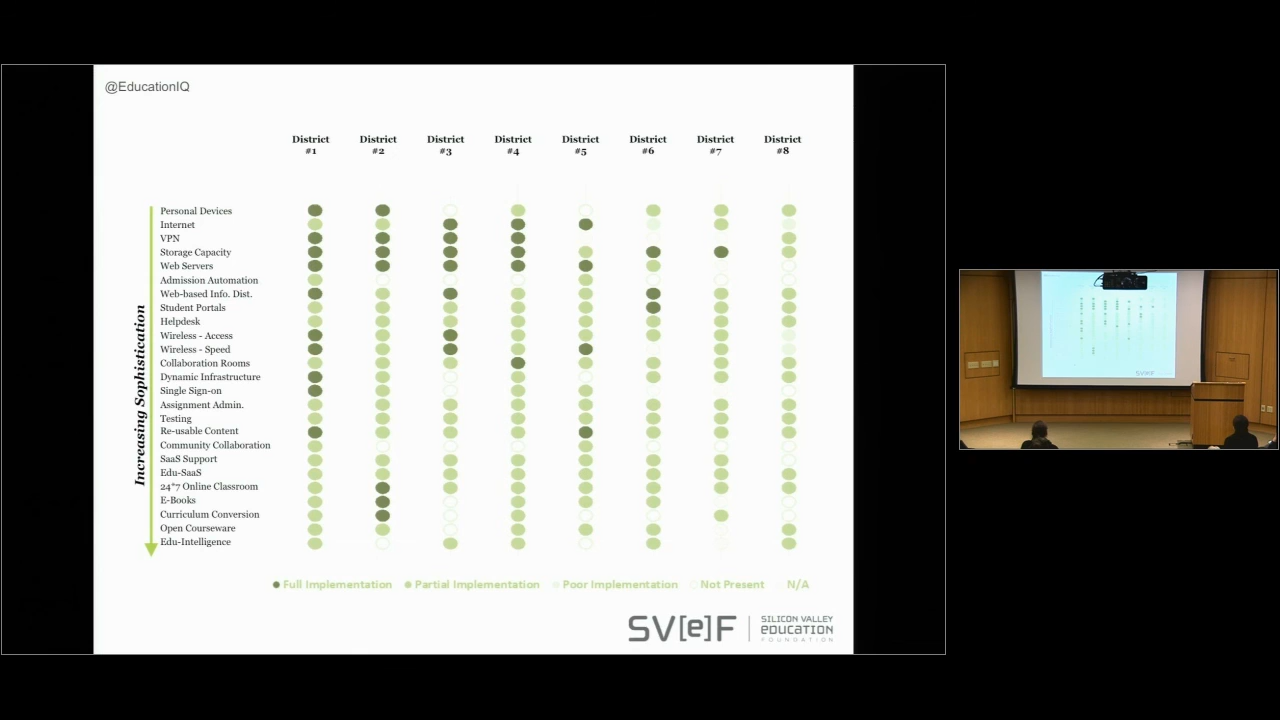 @EducationIQ
District #1 District #2 District #3 District #4 District #5 District #6 District #7 District #8
Increasing Sophistication
Personal Devices
Internet
VPN
Storage Capacity
Web Servers
Admission Automation
Web-based Info. Dist.
Student Portals
Helpdesk
Wireless - Access
Wireless - Speed
Collaboration Rooms
Dynamic Infrastructure
Single Sign-on
Assignment Admin.
Testing
Re-usable Content
Community Collaboration
SaaS Support
Edu-SaaS
24*7 Online Classroom
E-Books
Curriculum Conversion
Open Courseware
Edu-Intelligence
Full Implementation Partial Implementation Poor Implementation Not Present N/A
SV[e]F
SILICON VALLEY
eDUCATION
FOUNDATION